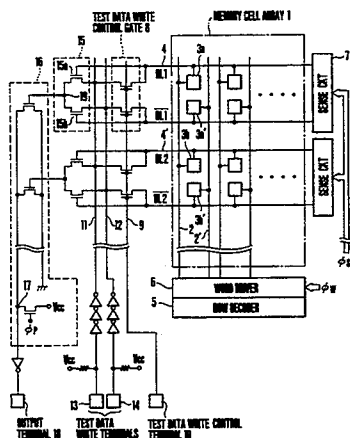 TEST DATA WRITE
CONTROL GATE 8
MEMORY CELL ARRAY 1
15
16
15a
4
3a
7
BL1
19
SENSE CKT
15b
BL1
3a'
4'
3b
BL2
SENSE CKT
BL2
3b'
11
12
9
2
2'
17
Vcc
φP
6
WORD DRIVER
φW
5
ROW DECODER
φS
Vcc
Vcc
13
14
OUTPUT
TERMINAL 18
TEST DATA
WRITE TERMINALS
TEST DATA WRITE CONTROL
TERMINAL 10